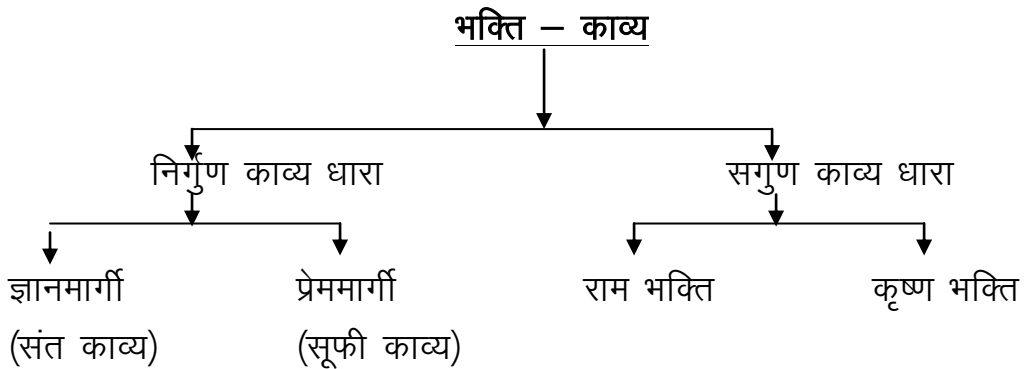 भक्ति – काव्य
निर्गुण काव्य धारा
सगुण काव्य धारा
ज्ञानमार्गी
(संत काव्य)
प्रेममार्गी
(सूफी काव्य)
राम भक्ति
कृष्ण भक्ति